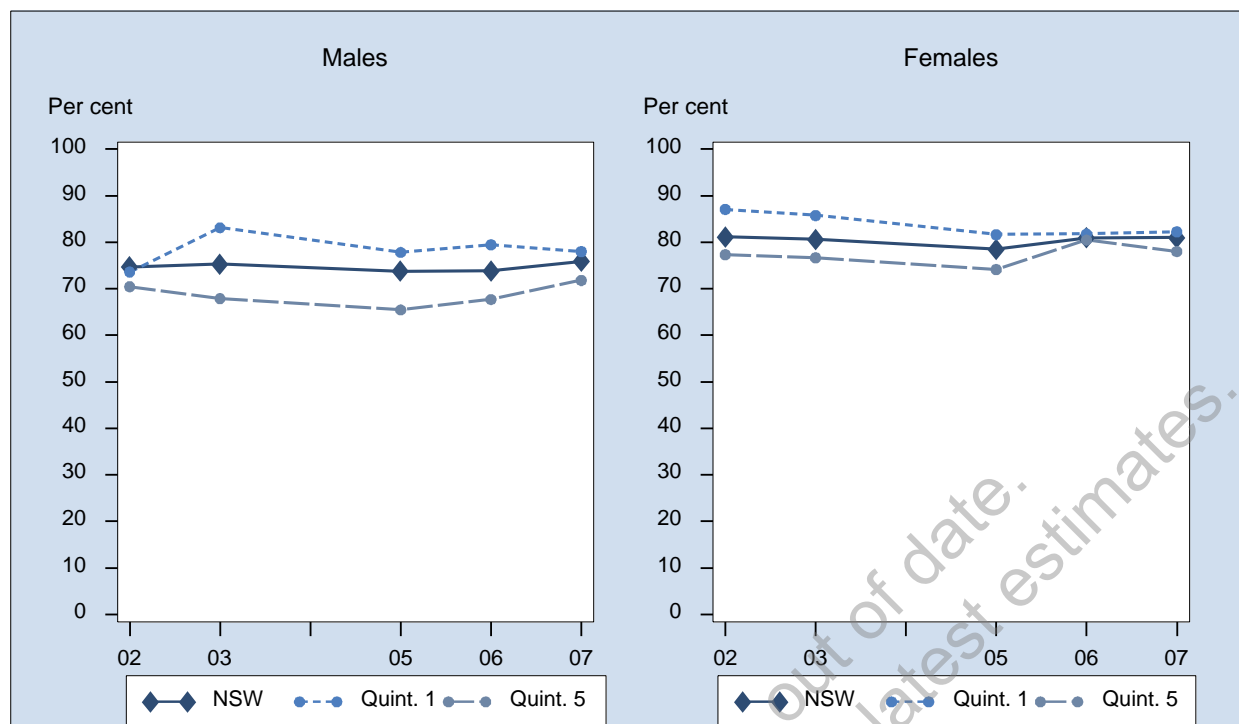 Males
Per cent
100
90
80
70
60
50
40
30
20
10
0
02 03 05 06 07
NSW Quint. 1 Quint. 5
Females
Per cent
100
90
80
70
60
50
40
30
20
10
0
02 03 05 06 07
NSW Quint. 1 Quint. 5
out of date.
latest estimates.